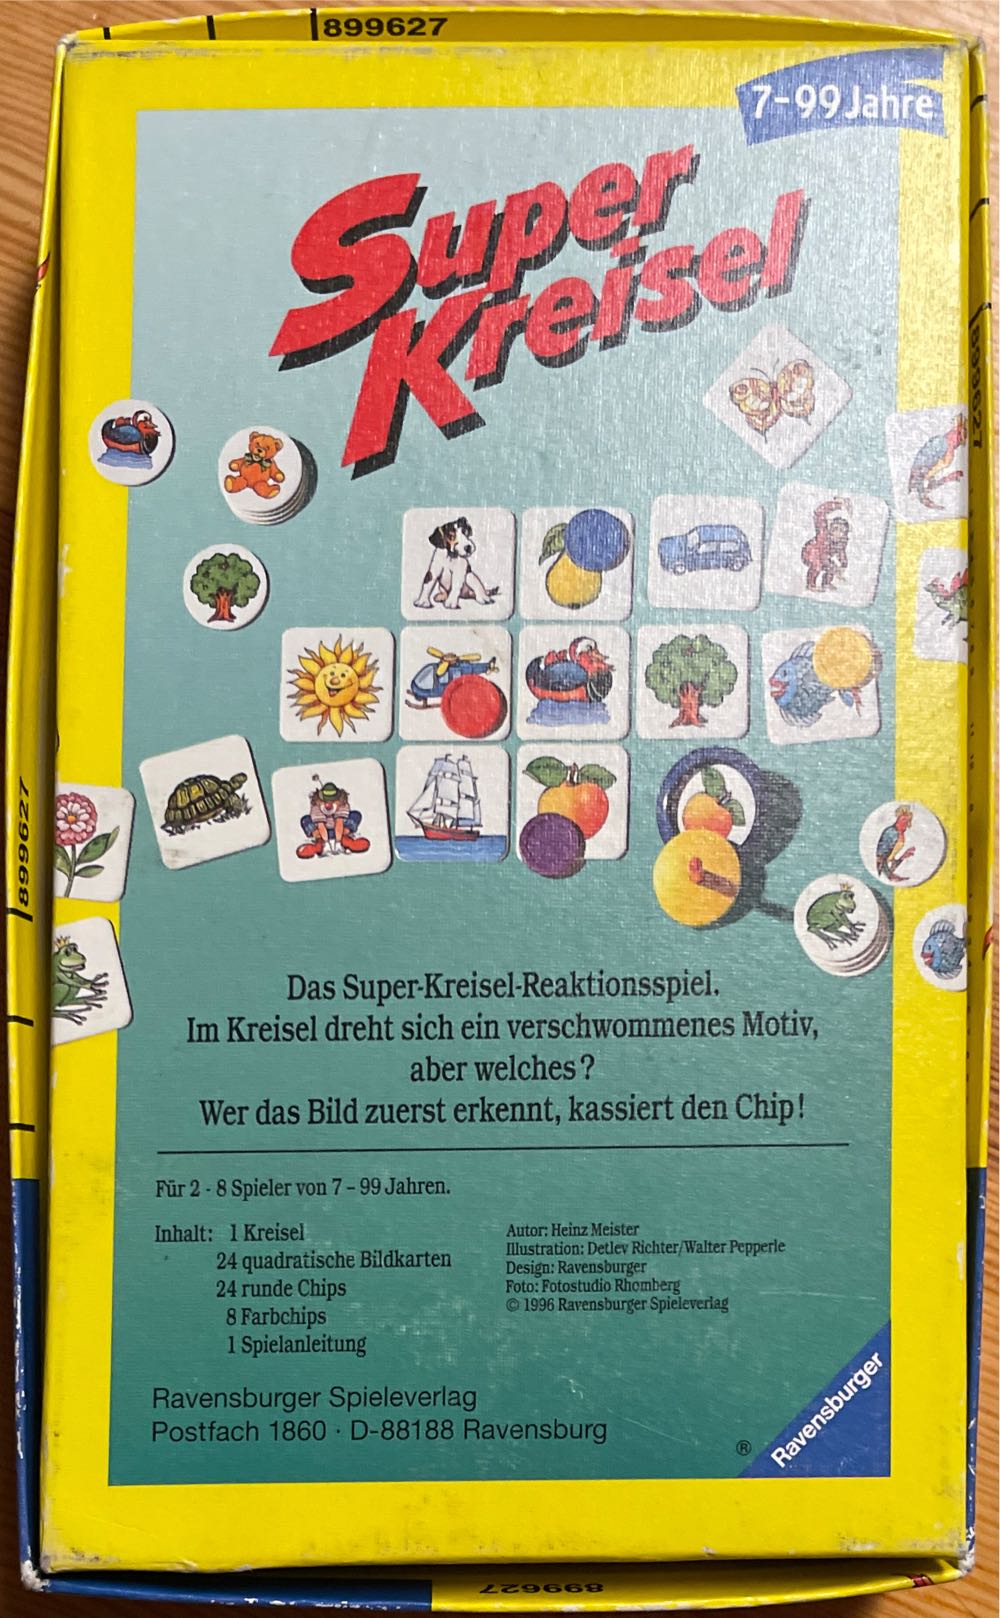 899627
7-99 Jahre
Super
Kreisel
899627
899627
Das Super-Kreisel-Reaktionsspiel.
Im Kreisel dreht sich ein verschwommenes Motiv,
aber welches?
Wer das Bild zuerst erkennt, kassiert den Chip!
Für 2 - 8 Spieler von 7 – 99 Jahren.
Inhalt: 1 Kreisel
24 quadratische Bildkarten
24 runde Chips
8 Farbchips
1 Spielanleitung
Autor: Heinz Meister
Illustration: Detlev Richter/Walter Pepperle
Design: Ravensburger
Foto: Fotostudio Rhomberg
© 1996 Ravensburger Spieleverlag
Ravensburger Spieleverlag
Postfach 1860 · D-88188 Ravensburg
®
Ravensburger
899627